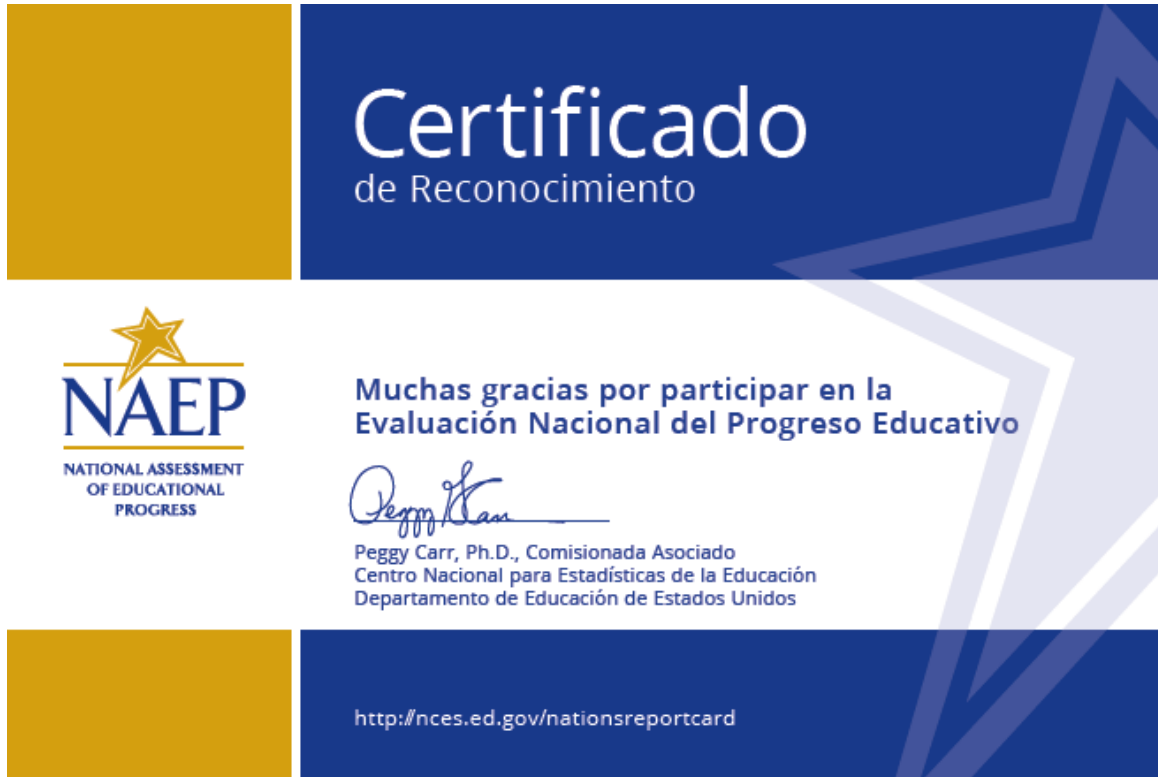 Certificado
de Reconocimiento
NAEP
NATIONAL ASSESSMENT
OF EDUCATIONAL
PROGRESS
Muchas gracias por participar en la
Evaluación Nacional del Progreso Educativo
Peggy Carr
Peggy Carr, Ph.D., Comisionada Asociado
Centro Nacional para Estadísticas de la Educación
Departamento de Educación de Estados Unidos
http://nces.ed.gov/nationsreportcard